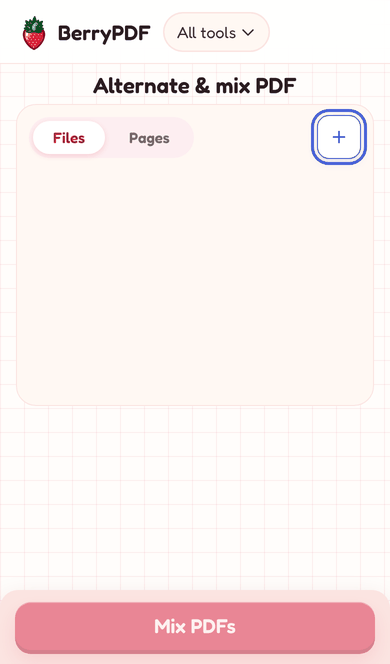 BerryPDF
All tools
Alternate & mix PDF
Files
Pages
+
Mix PDFs